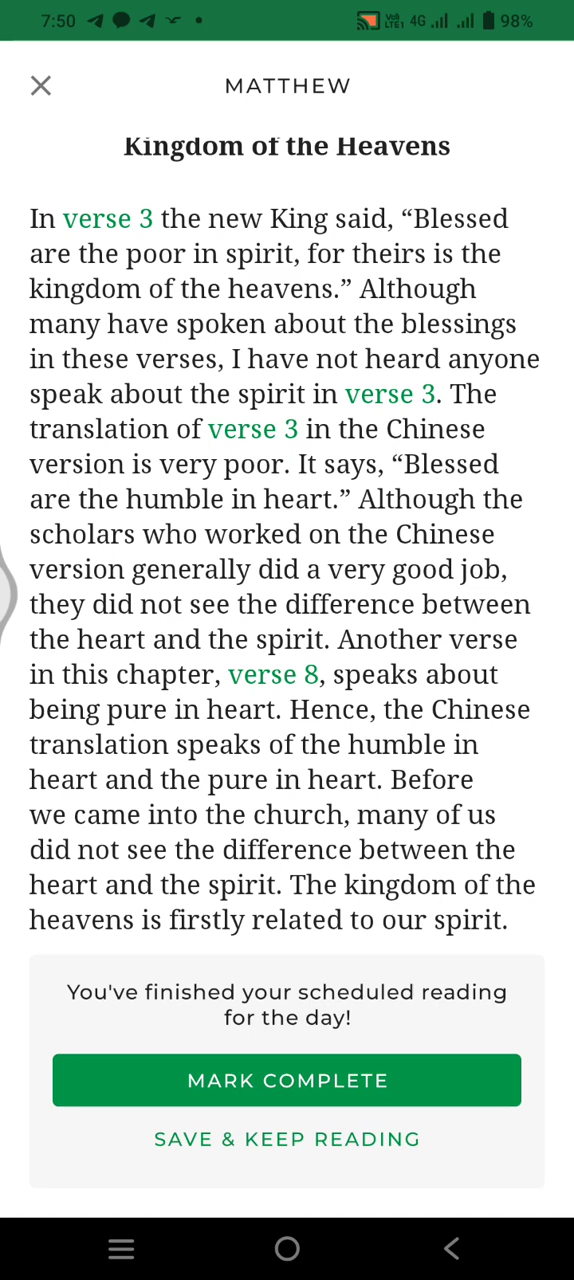 7:50
Vo) LTE1 4G 98%
MATTHEW
Kingdom of the Heavens
In verse 3 the new King said, “Blessed
are the poor in spirit, for theirs is the
kingdom of the heavens.” Although
many have spoken about the blessings
in these verses, I have not heard anyone
speak about the spirit in verse 3. The
translation of verse 3 in the Chinese
version is very poor. It says, “Blessed
are the humble in heart.” Although the
scholars who worked on the Chinese
version generally did a very good job,
they did not see the difference between
the heart and the spirit. Another verse
in this chapter, verse 8, speaks about
being pure in heart. Hence, the Chinese
translation speaks of the humble in
heart and the pure in heart. Before
we came into the church, many of us
did not see the difference between the
heart and the spirit. The kingdom of the
heavens is firstly related to our spirit.
You've finished your scheduled reading
for the day!
MARK COMPLETE
SAVE & KEEP READING